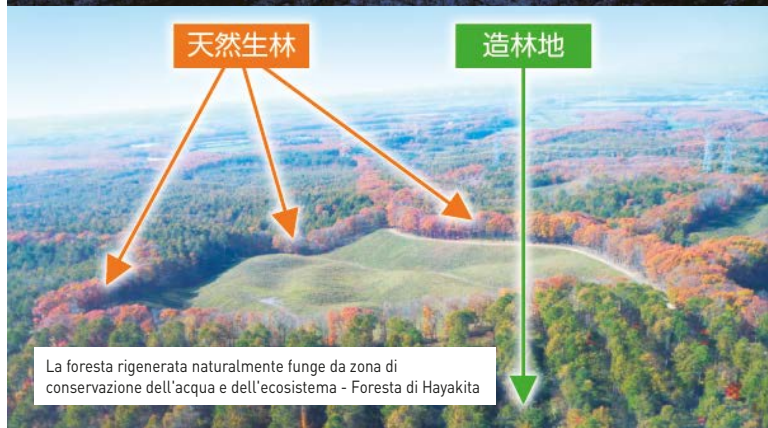 天然生林
造林地
La foresta rigenerata naturalmente funge da zona di
conservazione dell'acqua e dell'ecosistema - Foresta di Hayakita